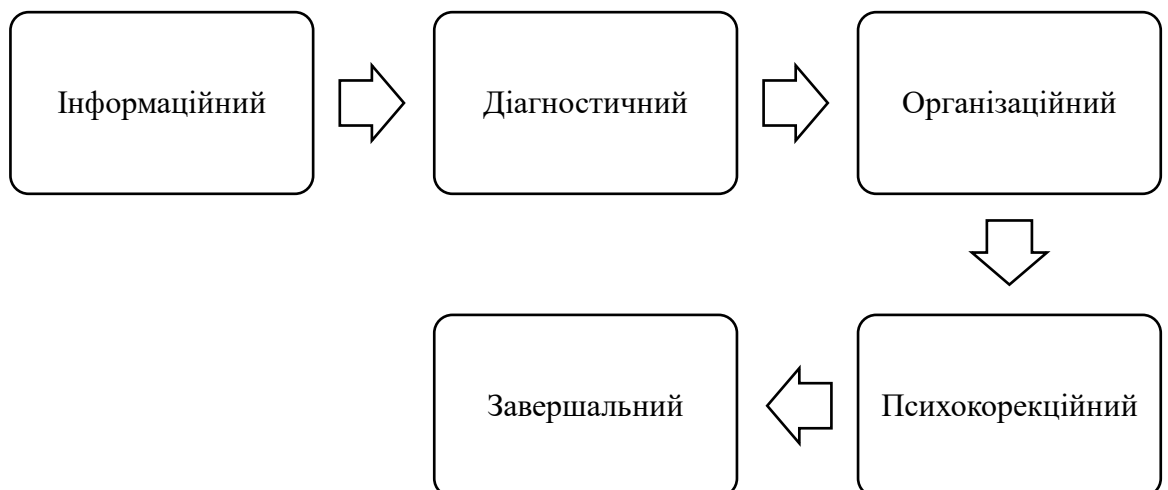 Інформаційний
Діагностичний
Організаційний
Психокорекційний
Завершальний